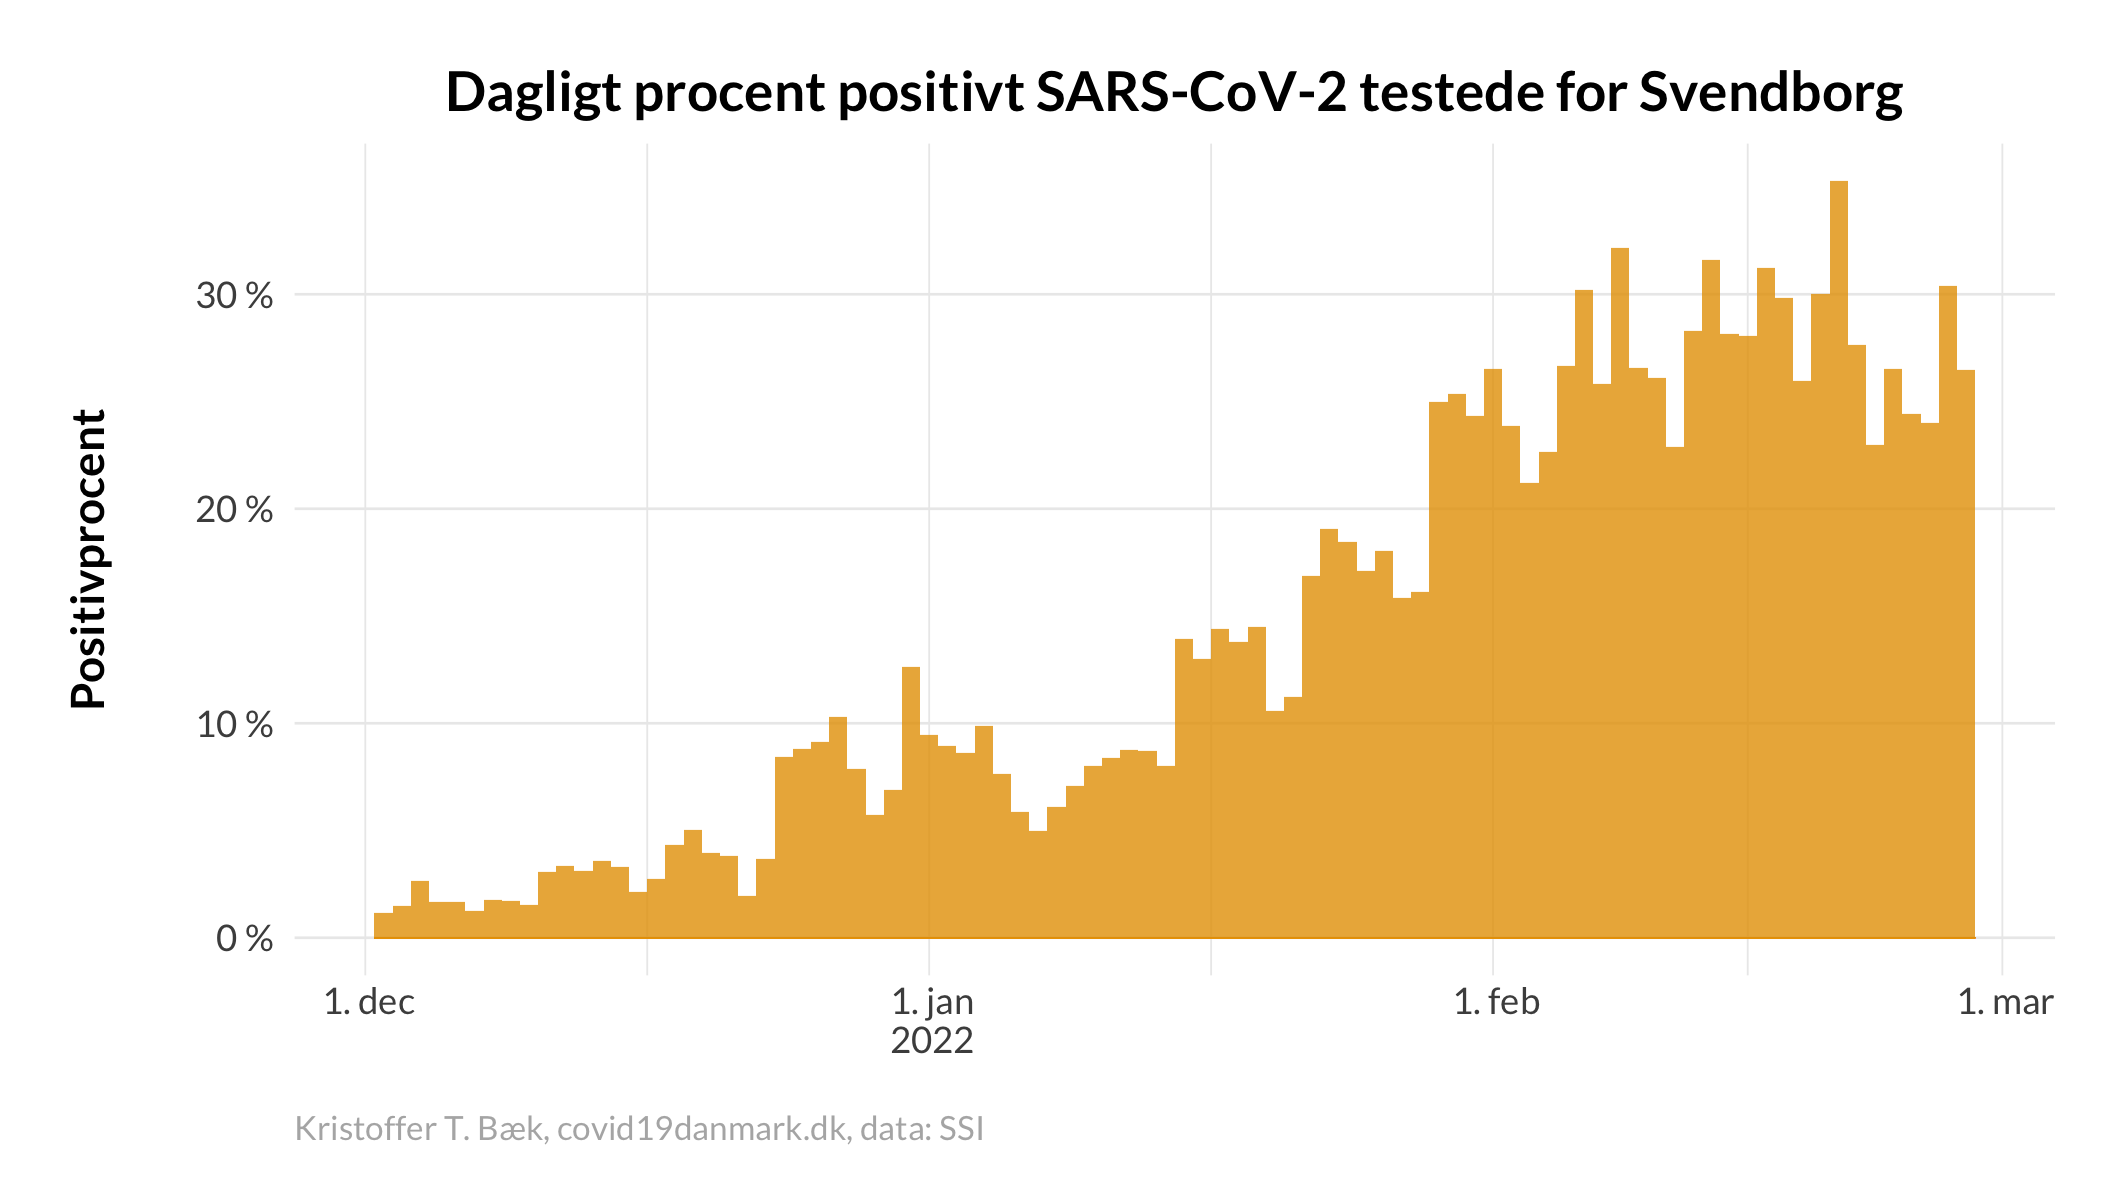 Dagligt procent positivt SARS-CoV-2 testede for Svendborg
Positivprocent
30 %
20 %
10 %
0 %
1. dec
1. jan
2022
1. feb
1. mar
Kristoffer T. Bæk, covid19danmark.dk, data: SSI